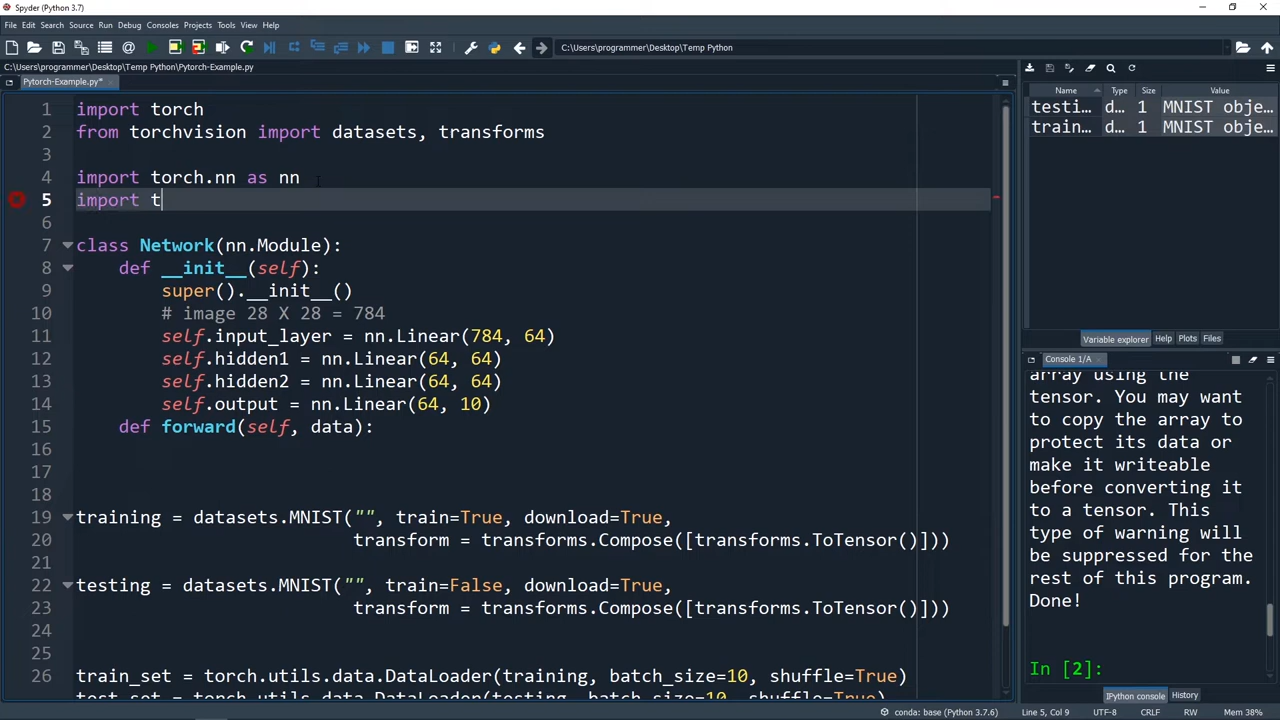 Spyder (Python 3.7)
File Edit Search Source Run Debug Consoles Projects Tools View Help
C:\Users\programmer\Desktop\Temp Python
C:\Users\programmer\Desktop\Temp Python\Pytorch-Example.py
Pytorch-Example.py*
1 import torch
2 from torchvision import datasets, transforms
3
4 import torch.nn as nn
5 import t
6
7 class Network(nn.Module):
8 def __init__(self):
9 super().__init__()
10 # image 28 X 28 = 784
11 self.input_layer = nn.Linear(784, 64)
12 self.hidden1 = nn.Linear(64, 64)
13 self.hidden2 = nn.Linear(64, 64)
14 self.output = nn.Linear(64, 10)
15 def forward(self, data):
16
17
18
19 training = datasets.MNIST("", train=True, download=True,
20 transform = transforms.Compose([transforms.ToTensor()]))
21
22 testing = datasets.MNIST("", train=False, download=True,
23 transform = transforms.Compose([transforms.ToTensor()]))
24
25
26 train_set = torch.utils.data.DataLoader(training, batch_size=10, shuffle=True)
test_set = torch.utils.data.DataLoader(testing, batch_size=10, shuffle=True)
Name Type Size Value
testi… d… 1 MNIST obje…
train… d… 1 MNIST obje…
Variable explorer Help Plots Files
Console 1/A
array using the
tensor. You may want
to copy the array to
protect its data or
make it writeable
before converting it
to a tensor. This
type of warning will
be suppressed for the
rest of this program.
Done!
In [2]:
IPython console History
conda: base (Python 3.7.6) Line 5, Col 9 UTF-8 CRLF RW Mem 38%